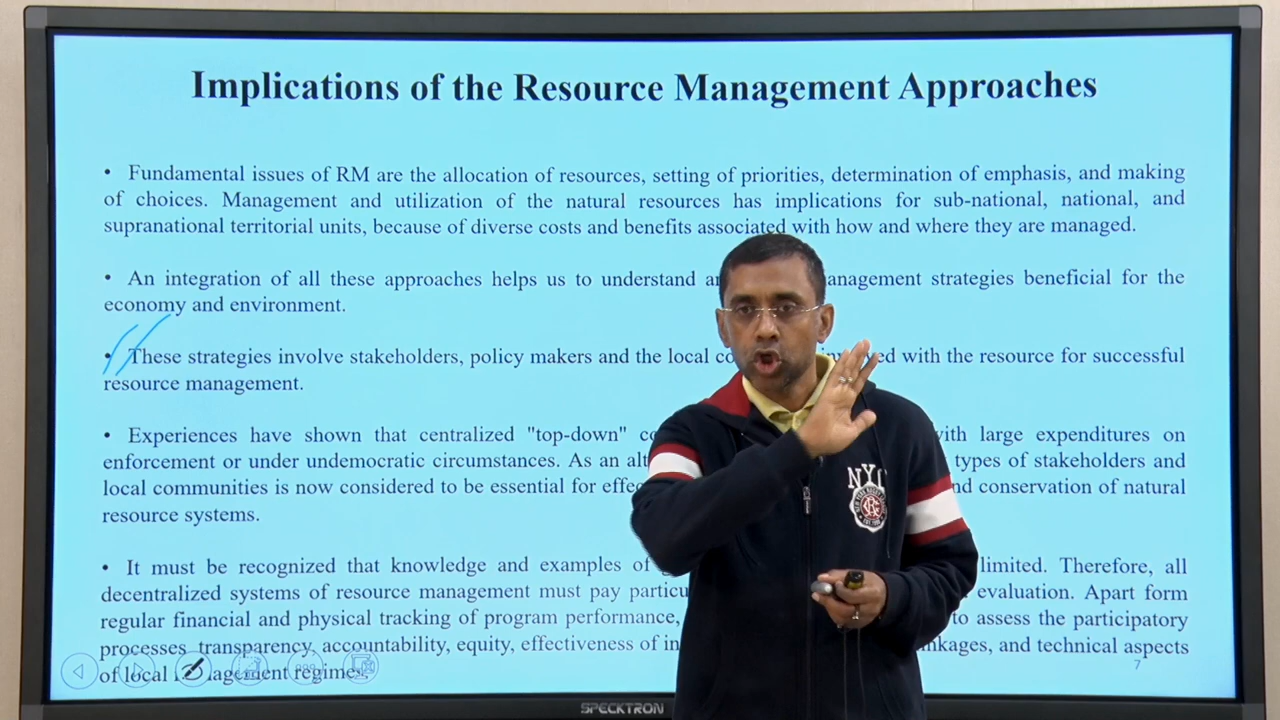 Implications of the Resource Management Approaches
• Fundamental issues of RM are the allocation of resources, setting of priorities, determination of emphasis, and making
of choices. Management and utilization of the natural resources has implications for sub-national, national, and
supranational territorial units, because of diverse costs and benefits associated with how and where they are managed.
• An integration of all these approaches helps us to understand management strategies beneficial for the
economy and environment.
• These strategies involve stakeholders, policy makers and the local with the resource for successful
resource management.
• Experiences have shown that centralized "top-down" with large expenditures on
enforcement or under undemocratic circumstances. As an types of stakeholders and
local communities is now considered to be essential for and conservation of natural
resource systems.
• It must be recognized that knowledge and examples of limited. Therefore, all
decentralized systems of resource management must pay evaluation. Apart form
regular financial and physical tracking of program performance, to assess the participatory
processes, transparency, accountability, equity, effectiveness of linkages, and technical aspects
of local management regimes.
7
NYC
SPECKTRON